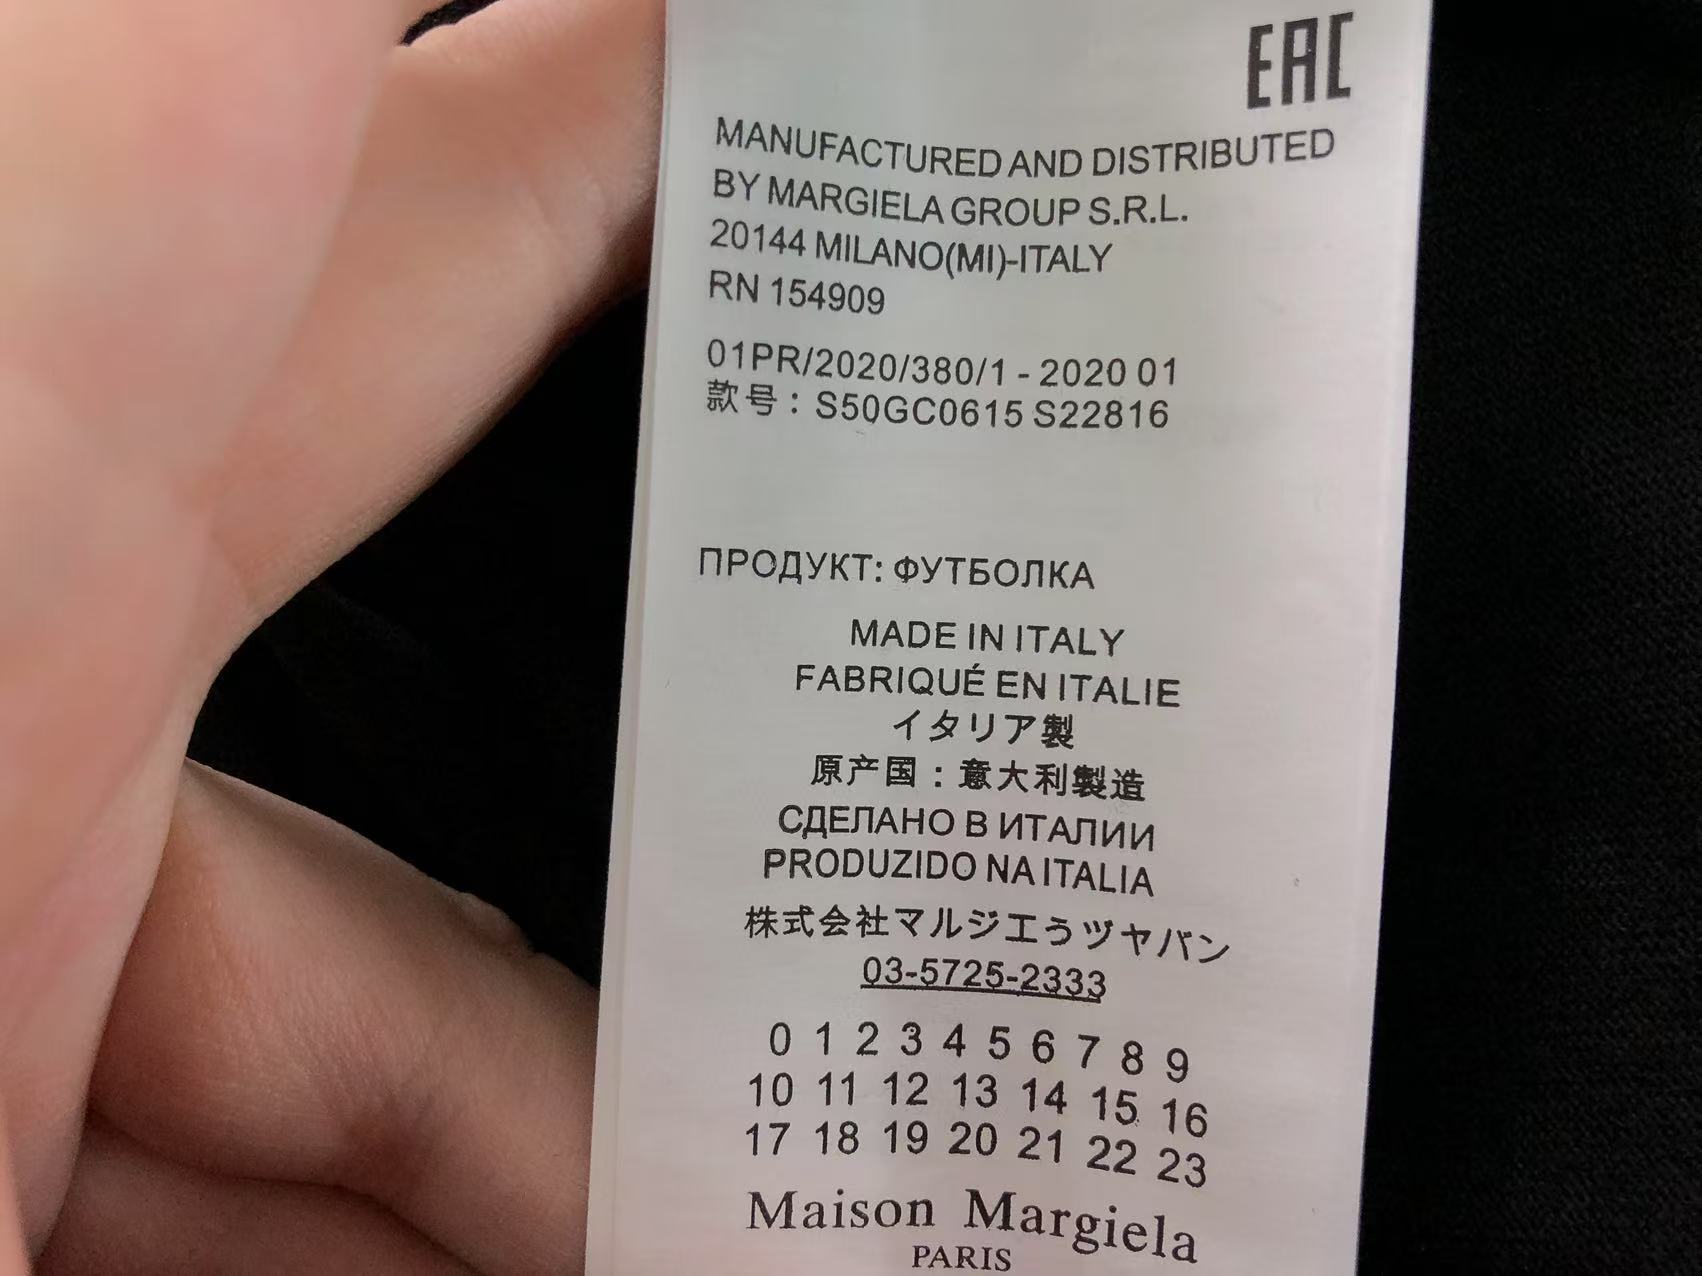 EAC
MANUFACTURED AND DISTRIBUTED
BY MARGIELA GROUP S.R.L.
20144 MILANO(MI)-ITALY
RN 154909
01PR/2020/380/1 - 2020 01
款号：S50GC0615 S22816
ПРОДУКТ: ФУТБОЛКА
MADE IN ITALY
FABRIQUÉ EN ITALIE
イタリア製
原产国：意大利製造
СДЕЛАНО В ИТАЛИИ
PRODUZIDO NA ITALIA
株式会社マルジエうヅヤバン
03-5725-2333
0 1 2 3 4 5 6 7 8 9
10 11 12 13 14 15 16
17 18 19 20 21 22 23
Maison Margiela
PARIS